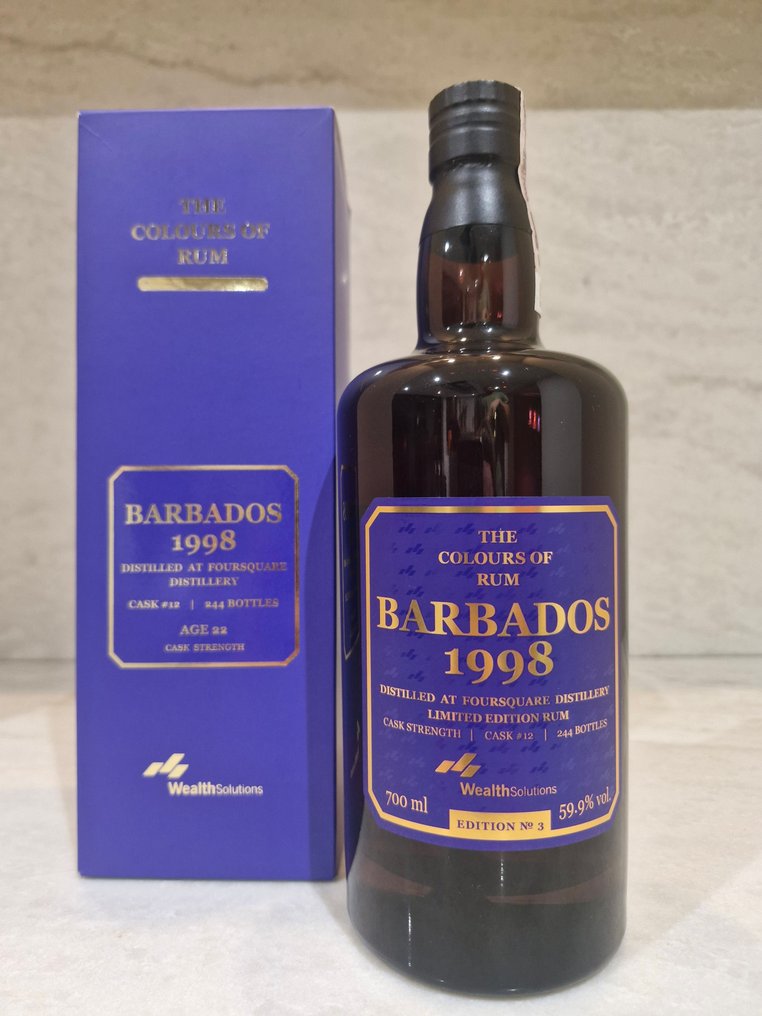 THE
COLOURS OF
RUM
BARBADOS
1998
DISTILLED AT FOURSQUARE
DISTILLERY
CASK #12 | 244 BOTTLES
AGE 22
CASK STRENGTH
WealthSolutions
THE
COLOURS OF
RUM
BARBADOS
1998
DISTILLED AT FOURSQUARE DISTILLERY
LIMITED EDITION RUM
CASK STRENGTH | CASK #12 | 244 BOTTLES
WealthSolutions
700 ml
59.9% vol.
EDITION Nº 3